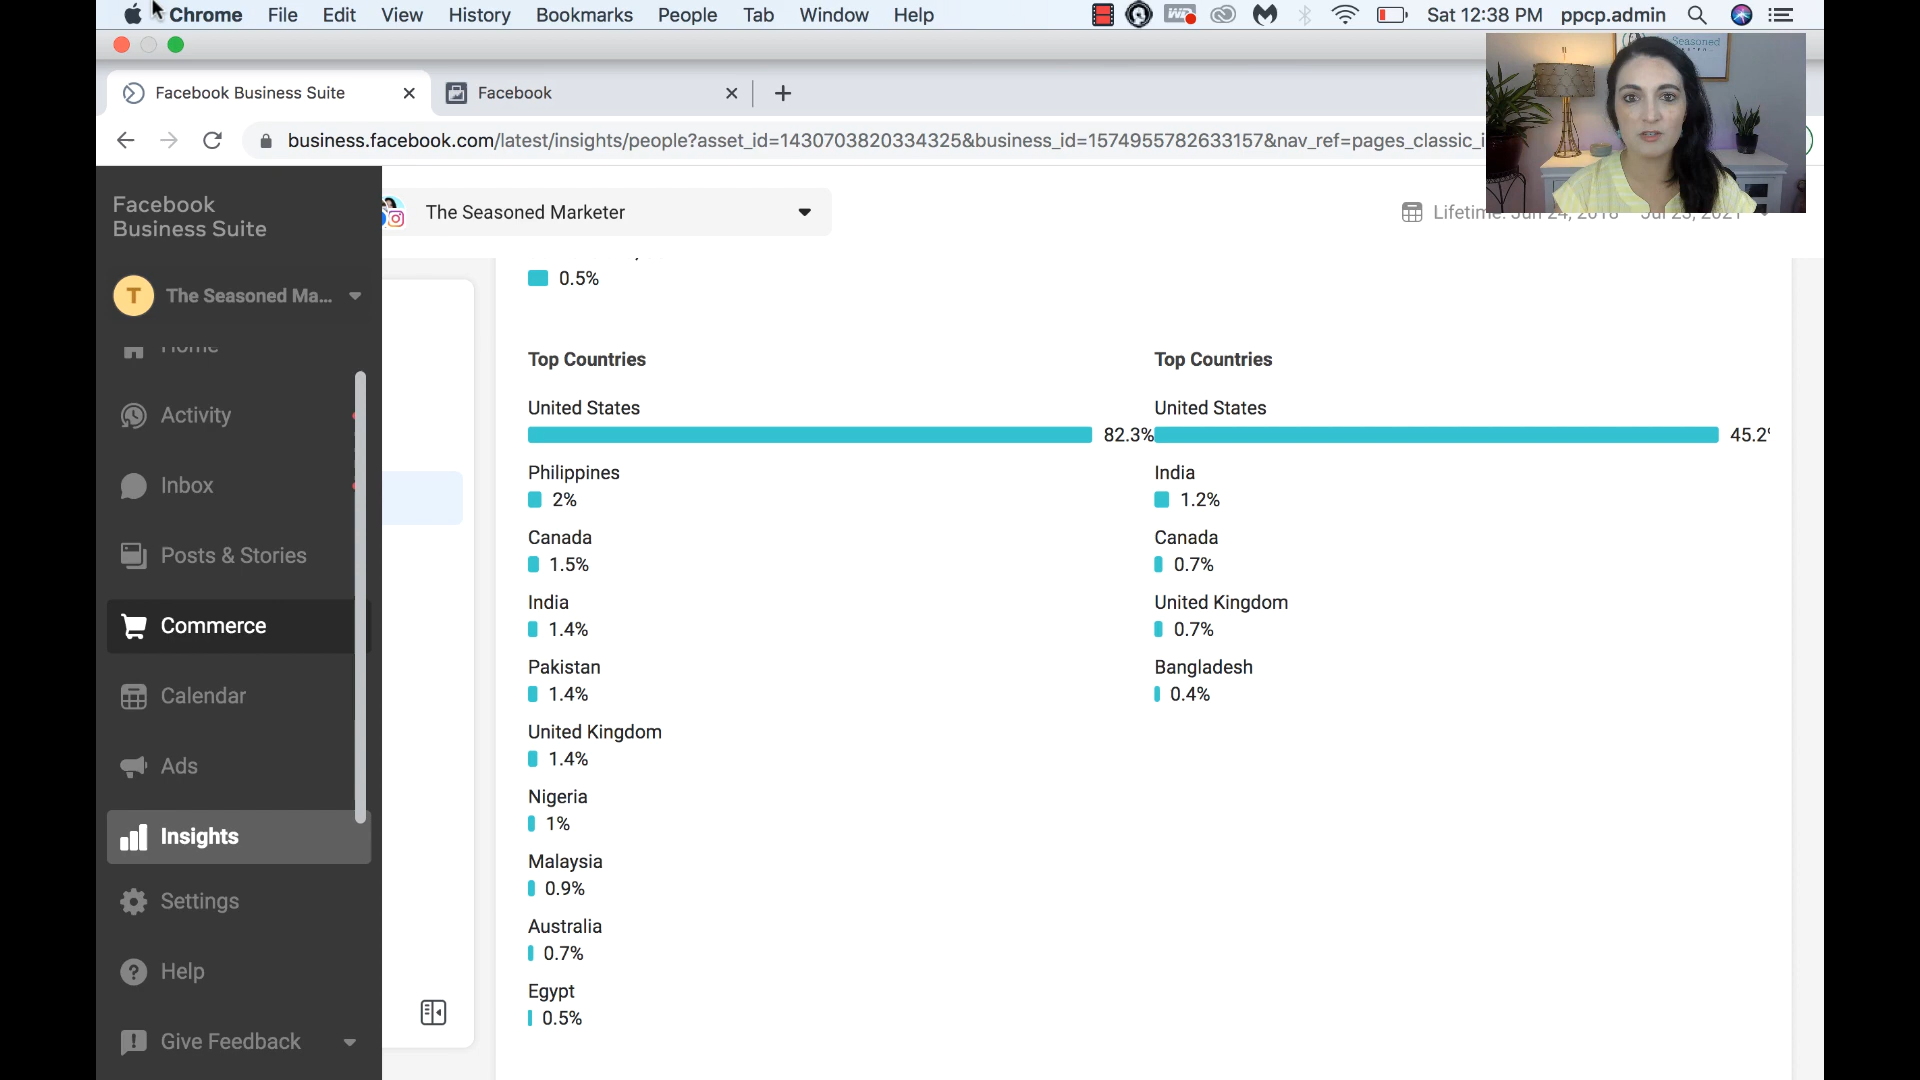 Chrome File Edit View History Bookmarks People Tab Window Help
Sat 12:38 PM ppcp.admin
Seasoned
Facebook Business Suite
Facebook
business.facebook.com/latest/insights/people?asset_id=1430703820334325&business_id=1574955782633157&nav_ref=pages_classic_i
Facebook
Business Suite
The Seasoned Marketer
T
The Seasoned Ma...
Home
Activity
Inbox
Posts & Stories
Commerce
Calendar
Ads
Insights
Settings
Help
Give Feedback
0.5%
Top Countries
United States
82.3%
Philippines
2%
Canada
1.5%
India
1.4%
Pakistan
1.4%
United Kingdom
1.4%
Nigeria
1%
Malaysia
0.9%
Australia
0.7%
Egypt
0.5%
Top Countries
United States
45.2
India
1.2%
Canada
0.7%
United Kingdom
0.7%
Bangladesh
0.4%